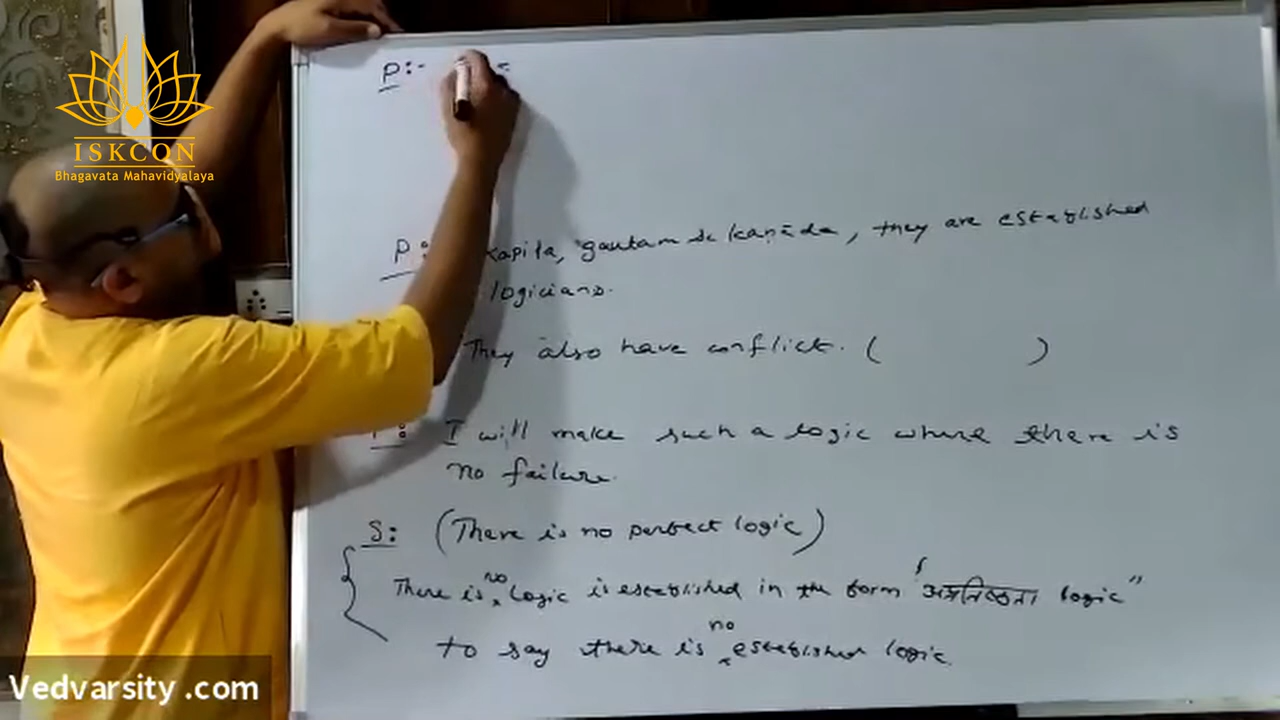 P:-
P: Kapila, gautam & kaṇāda, they are established
logicians.
They also have conflict. ( )
: I will make such a logic where there is
no failure.
S: (There is no perfect logic)
There is no logic is established in the form "अप्रतिष्ठता logic"
to say there is no established logic.
ISKCON
Bhagavata Mahavidyalaya
Vedvarsity .com